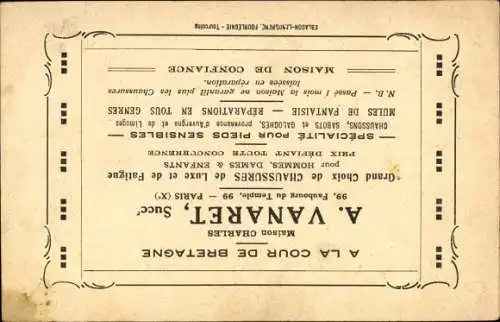 A LA COUR DE BRETAGNE
Maison CHARLES
A. VANARET, Succʳ
99, Faubourg du Temple, 99 — PARIS (Xᵉ)
Grand Choix de CHAUSSURES de Luxe et de Fatigue
pour HOMMES, DAMES & ENFANTS
PRIX DÉFIANT TOUTE CONCURRENCE
— SPÉCIALITÉ POUR PIEDS SENSIBLES —
CHAUSSONS, SABOTS et GALOCHES, provenances d'auvergne et de limoges
MULES DE FANTAISIE — RÉPARATIONS EN TOUS GENRES
N. B. — Passé 1 mois la Maison ne garantit plus les Chaussures
laissées en réparation.
MAISON DE CONFIANCE
FOURLEGNIE - Tourcoing